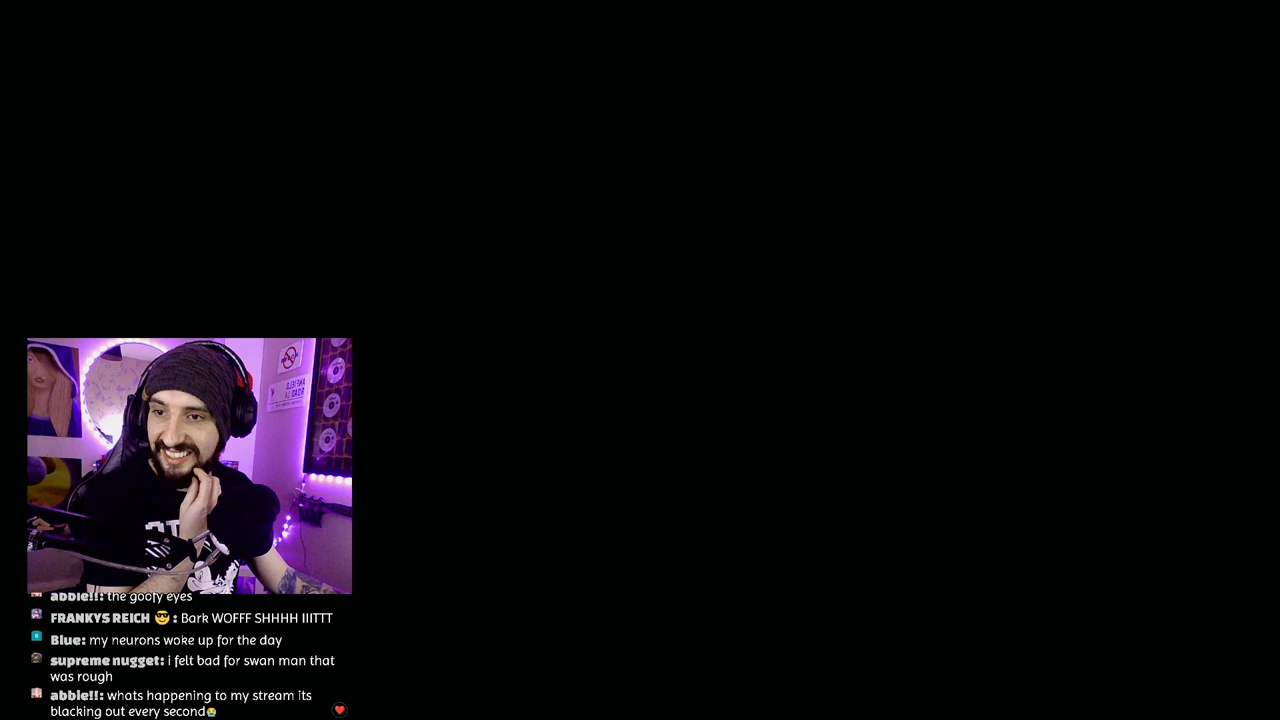 abbie!!: the goofy eyes
FRANKYS REICH 😎 : Bark WOFFF SHHHH IIITTT
Blue: my neurons woke up for the day
supreme nugget: i felt bad for swan man that
was rough
abbie!!: whats happening to my stream its
blacking out every second😭